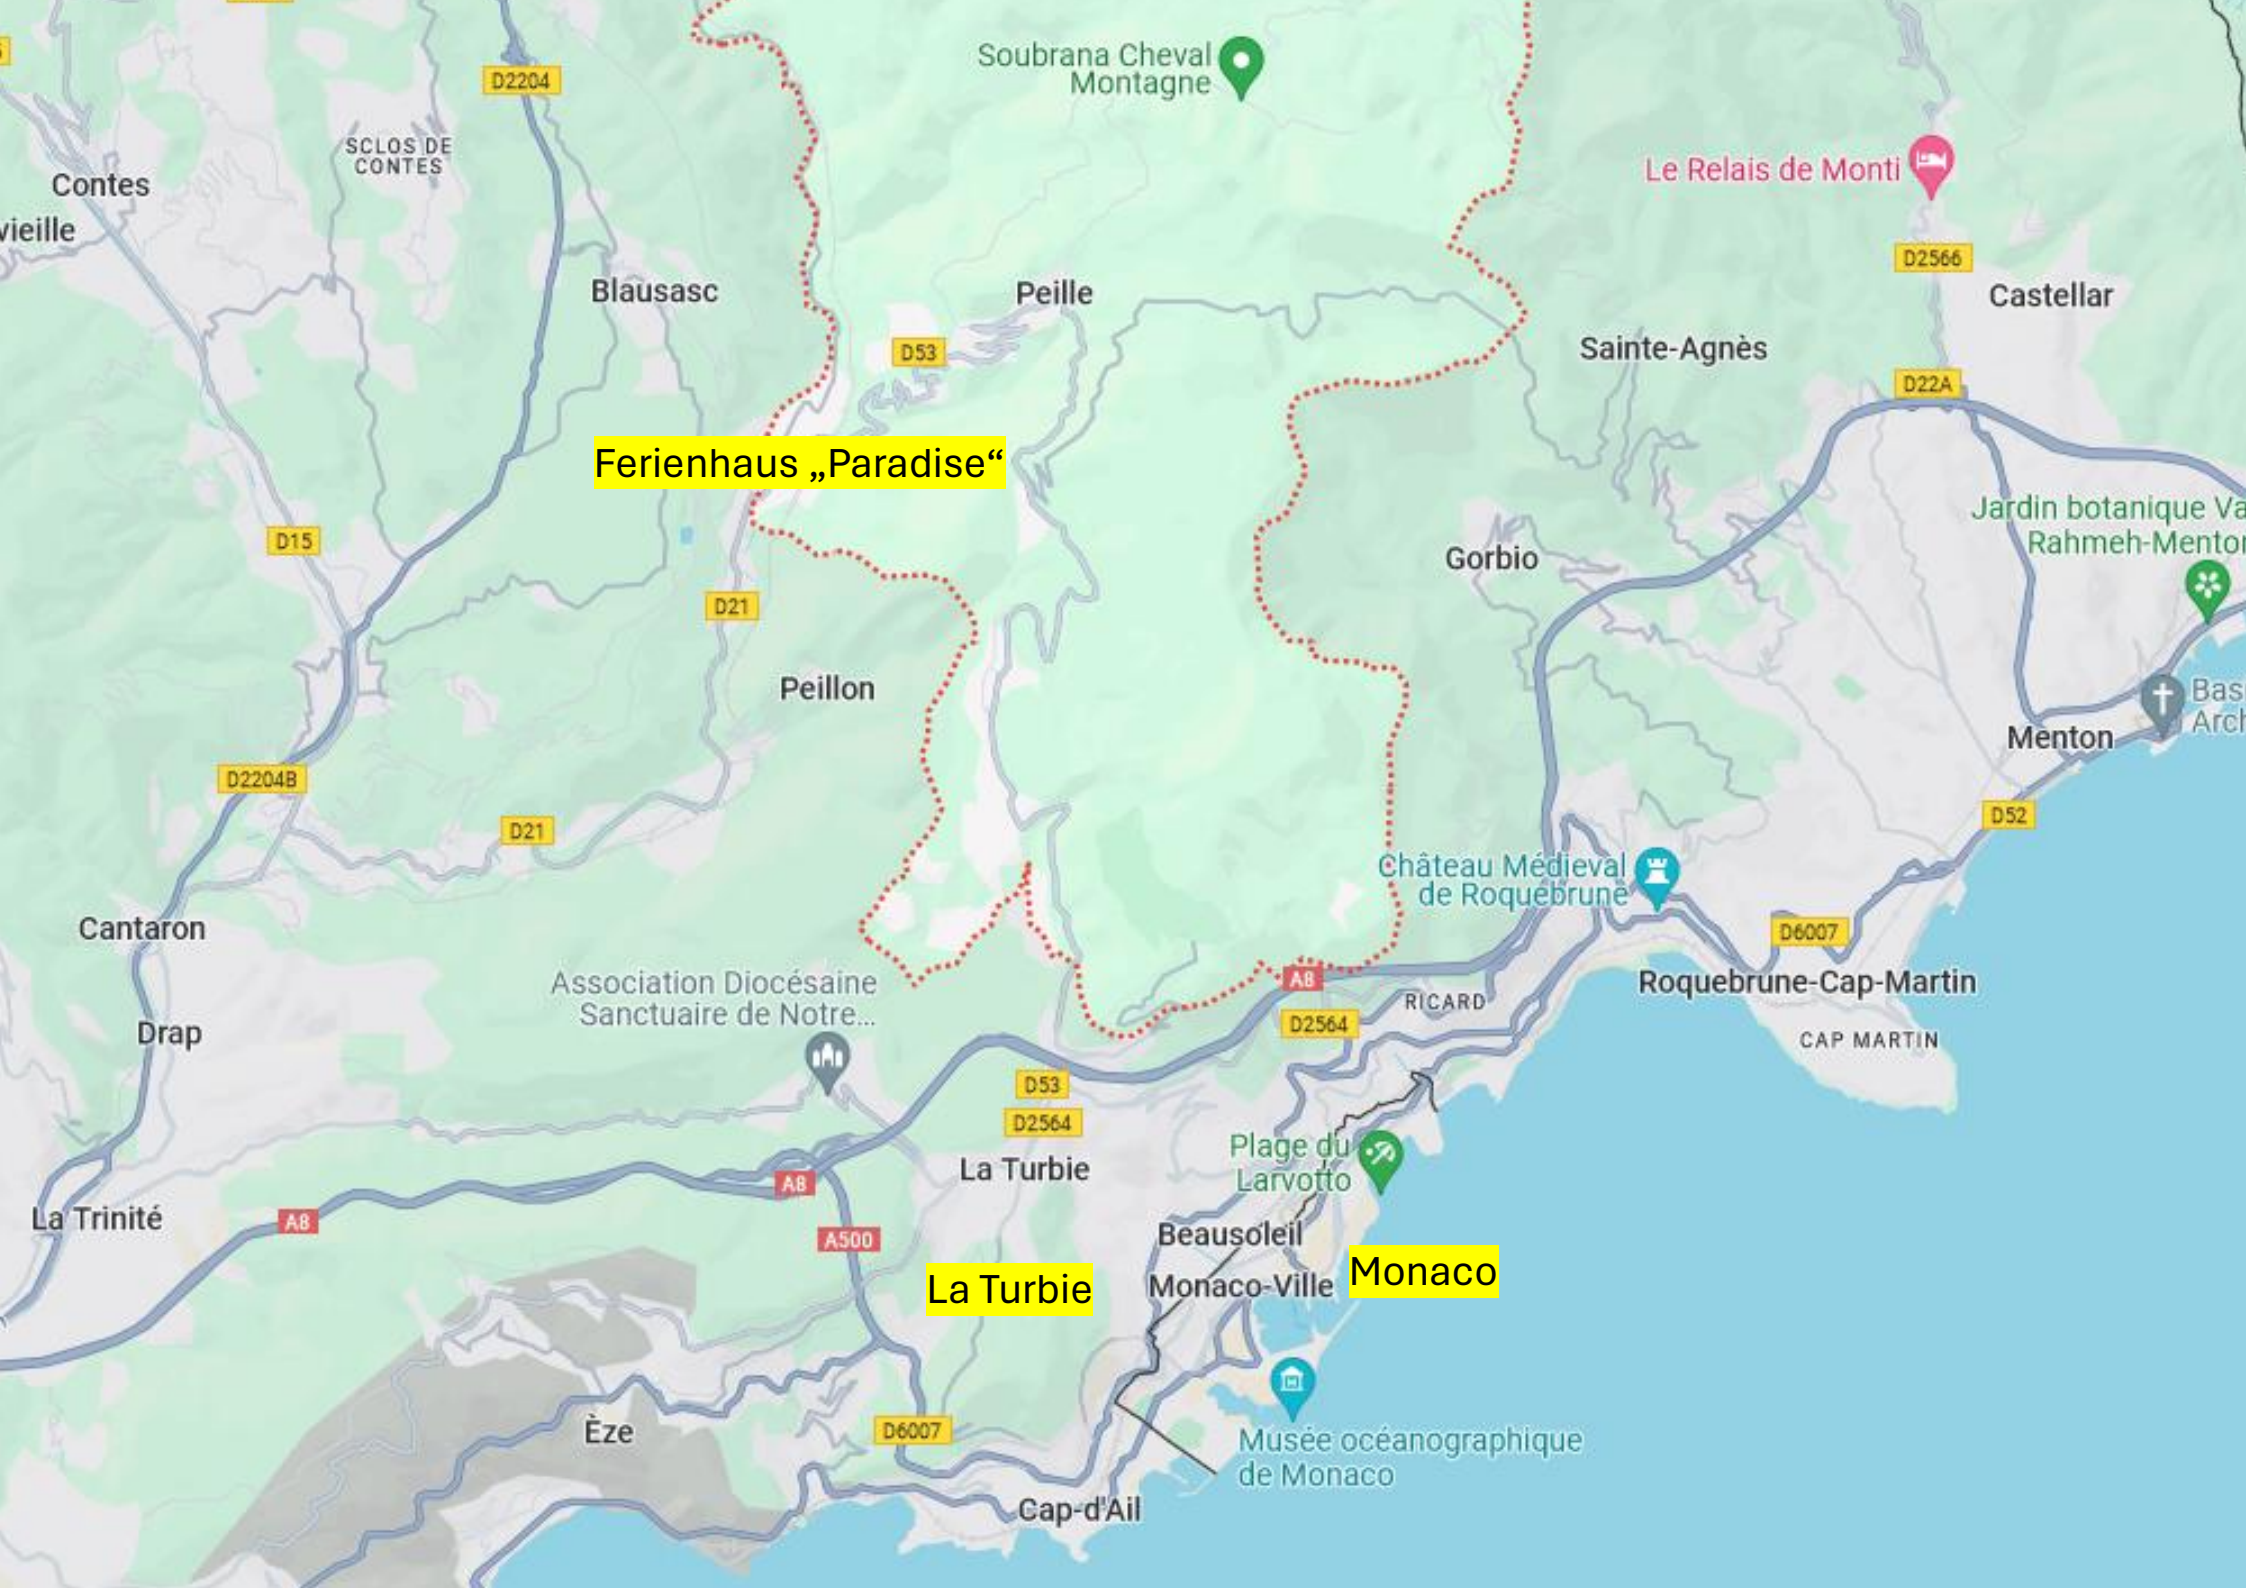 D2204
Soubrana Cheval
Montagne
SCLOS DE
CONTES
Contes
vieille
Le Relais de Monti
D2566
Blausasc
Peille
Castellar
D53
Sainte-Agnès
D22A
Ferienhaus „Paradise“
Jardin botanique Va
Rahmeh-Mento
D15
Gorbio
D21
Peillon
Bas
Arch
Menton
D2204B
D52
D21
Château Médieval
de Roquebrune
Cantaron
D6007
Association Diocésaine
Sanctuaire de Notre...
A8
Roquebrune-Cap-Martin
RICARD
D2564
Drap
CAP MARTIN
D53
D2564
Plage du
Larvotto
La Turbie
A8
La Trinité
A8
A500
Beausoleil
Monaco
La Turbie
Monaco-Ville
Èze
D6007
Musée océanographique
de Monaco
Cap-d'Ail